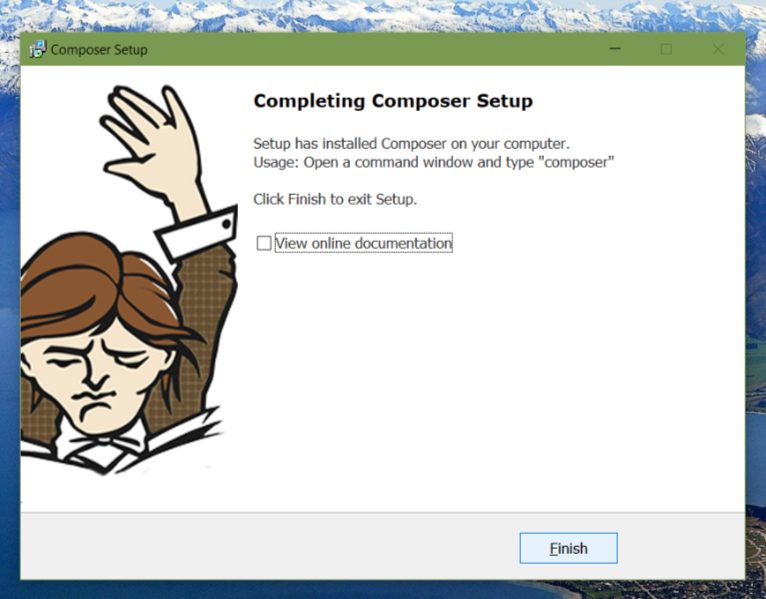 Composer Setup
Completing Composer Setup
Setup has installed Composer on your computer.
Usage: Open a command window and type "composer"
Click Finish to exit Setup.
View online documentation
Finish